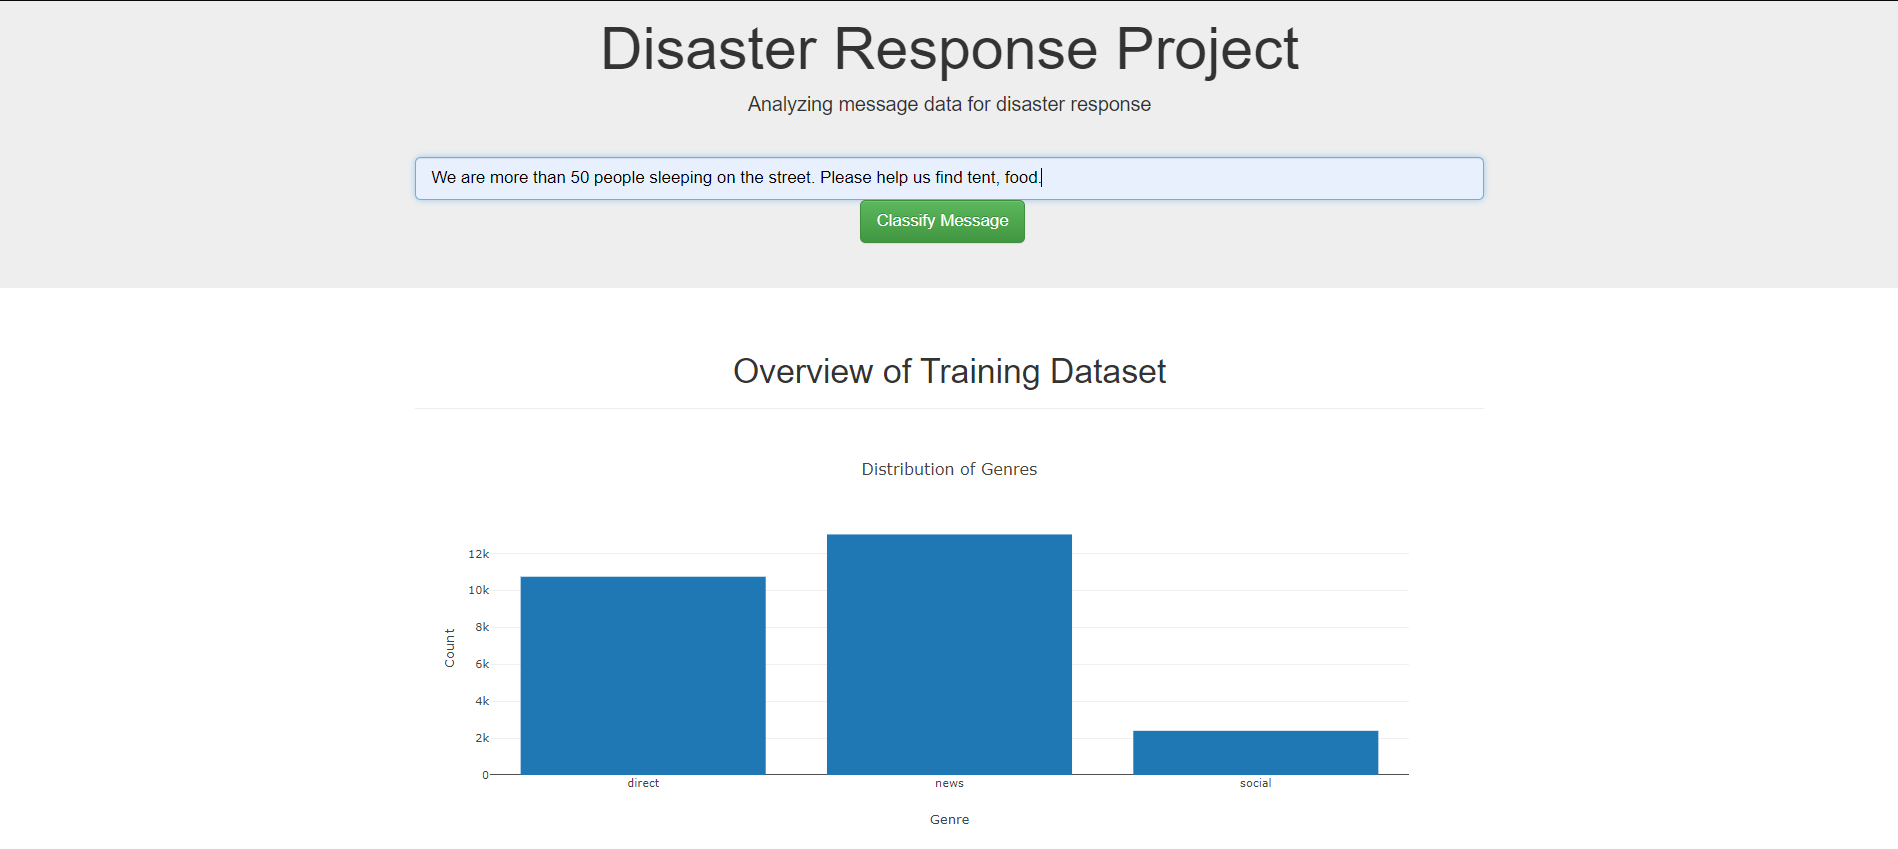 Disaster Response Project
Analyzing message data for disaster response
We are more than 50 people sleeping on the street. Please help us find tent, food.
Classify Message
Overview of Training Dataset
Distribution of Genres
12k
10k
8k
6k
4k
2k
0
Count
direct
news
social
Genre